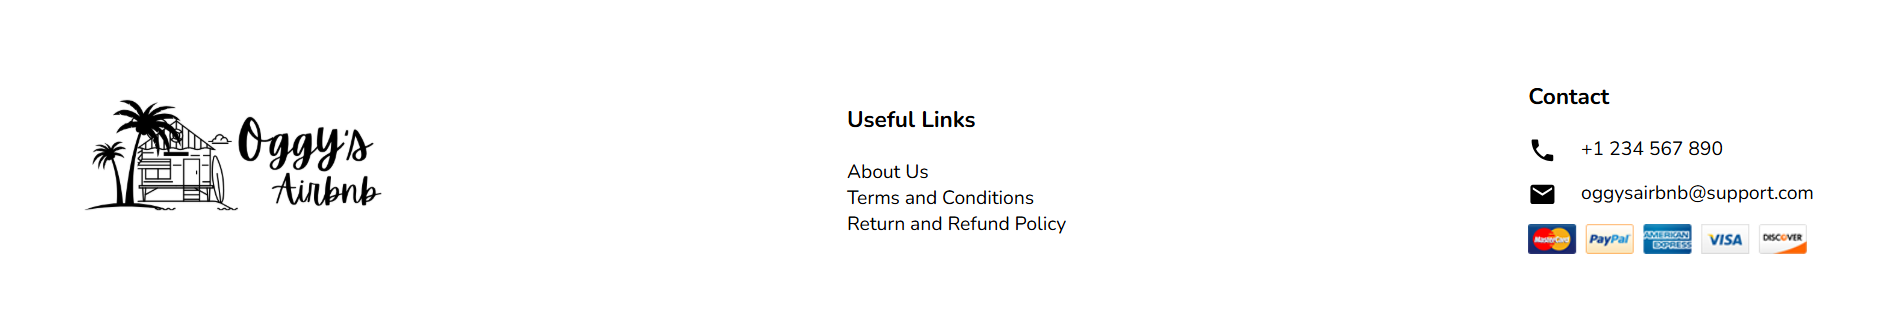 Oggy's
Airbnb
Useful Links
About Us
Terms and Conditions
Return and Refund Policy
Contact
+1 234 567 890
oggysairbnb@support.com
MasterCard PayPal AMERICAN EXPRESS VISA DISCOVER